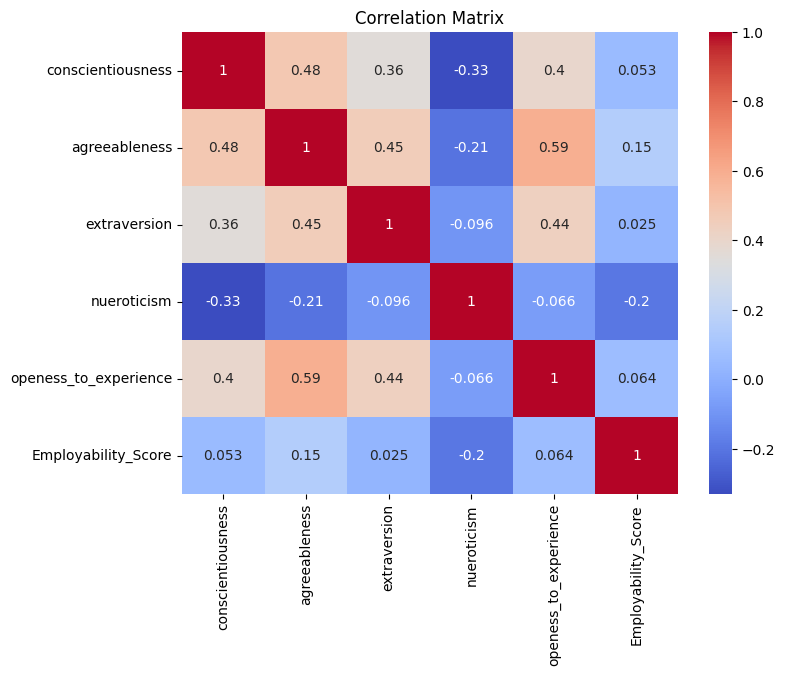 Correlation Matrix
conscientiousness 1 0.48 0.36 -0.33 0.4 0.053
agreeableness 0.48 1 0.45 -0.21 0.59 0.15
extraversion 0.36 0.45 1 -0.096 0.44 0.025
nueroticism -0.33 -0.21 -0.096 1 -0.066 -0.2
openess_to_experience 0.4 0.59 0.44 -0.066 1 0.064
Employability_Score 0.053 0.15 0.025 -0.2 0.064 1
conscientiousness
agreeableness
extraversion
nueroticism
openess_to_experience
Employability_Score
1.0
0.8
0.6
0.4
0.2
0.0
−0.2